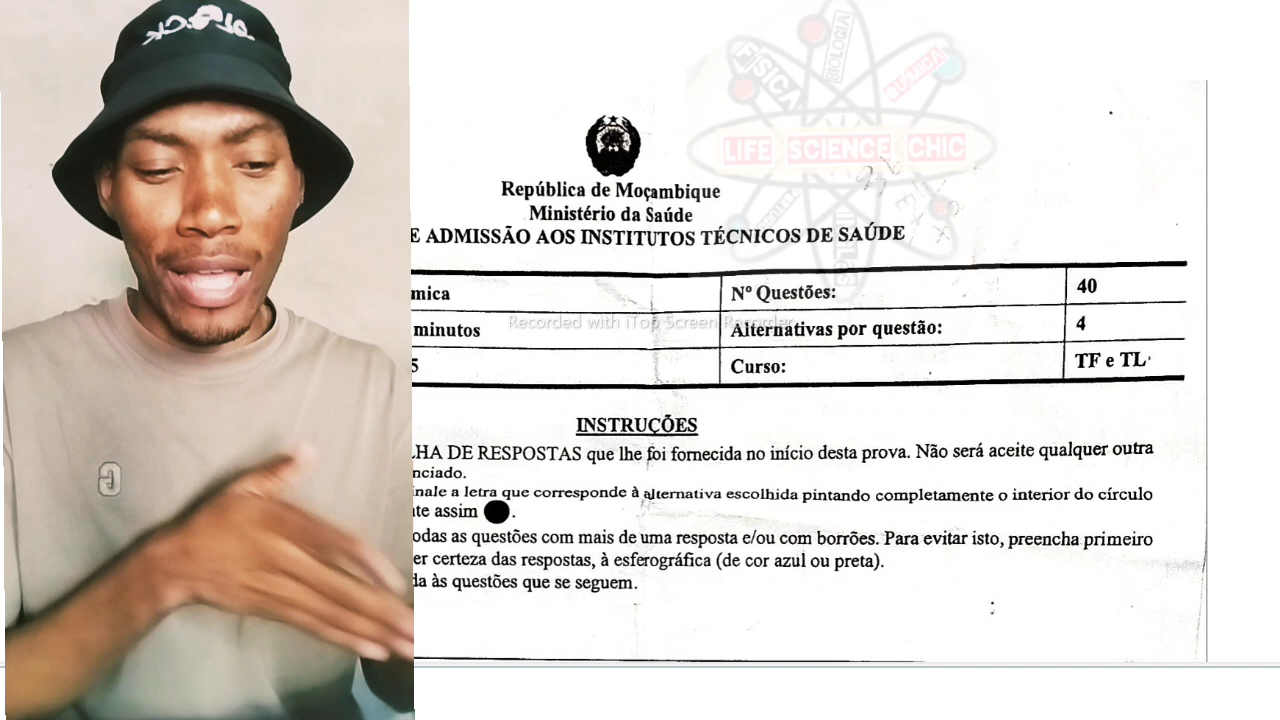 FÍSICA
BIOLOGIA
QUÍMICA
LIFE SCIENCE CHIC
República de Moçambique
Ministério da Saúde
E ADMISSÃO AOS INSTITUTOS TÉCNICOS DE SAÚDE
mica Nº Questões: 40
minutos Alternativas por questão: 4
5 Curso: TF e TL
Recorded with iTop Screen Recorder
INSTRUÇÕES
LHA DE RESPOSTAS que lhe foi fornecida no início desta prova. Não será aceite qualquer outra
nciado.
nale a letra que corresponde à alternativa escolhida pintando completamente o interior do círculo
te assim ●.
odas as questões com mais de uma resposta e/ou com borrões. Para evitar isto, preencha primeiro
er certeza das respostas, à esferográfica (de cor azul ou preta).
da às questões que se seguem.